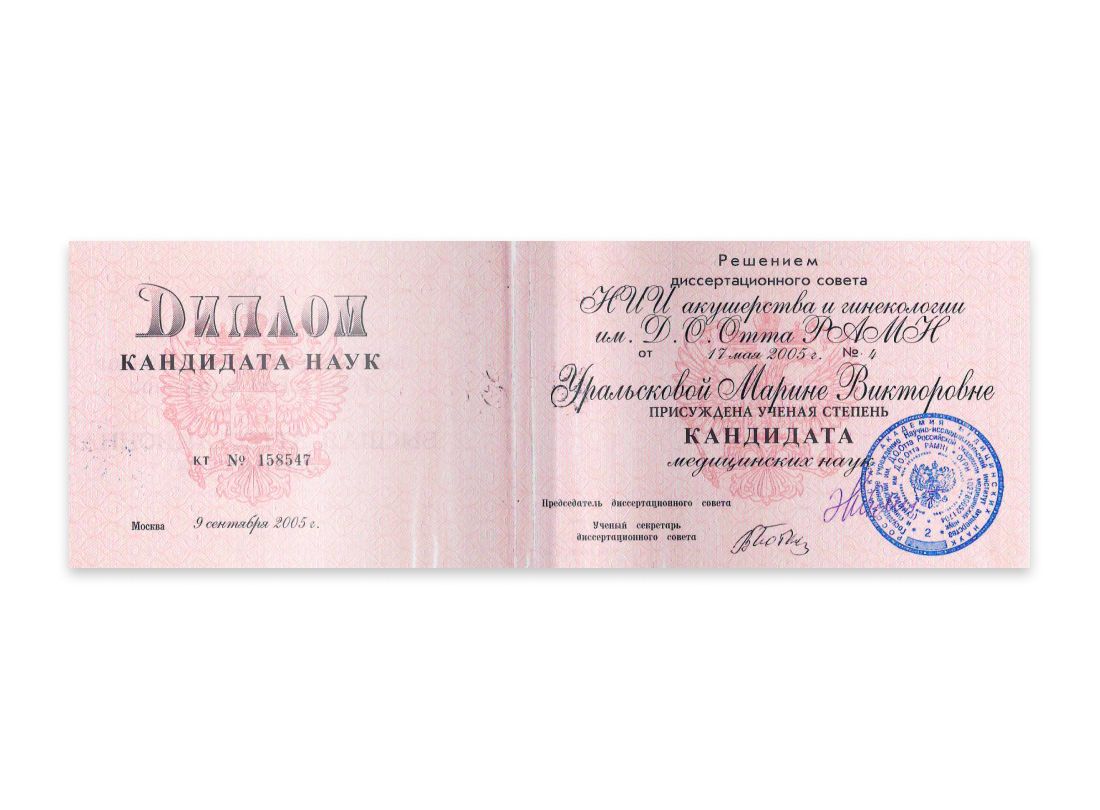 Диплом
КАНДИДАТА НАУК
КТ № 158547
Москва 9 сентября 2005 г.
Решением
диссертационного совета
НИИ акушерства и гинекологии
им. Д.О.Отта РАМН
от 17 мая 2005 г. № 4
Уральсковой Марине Викторовне
ПРИСУЖДЕНА УЧЕНАЯ СТЕПЕНЬ
КАНДИДАТА
медицинских наук
Председатель диссертационного совета
Ученый секретарь
диссертационного совета